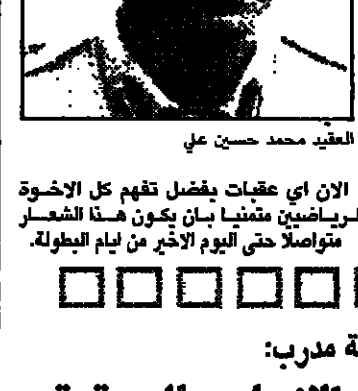 العقيد محمد حسين علي
الان اي عقبات بفضل تفهم كل الاخوة
لرياضيين متمنيا بان يكون هذا الشعار
متواصلا حتى اليوم الاخير من ايام البطولة.
ة مدرب: